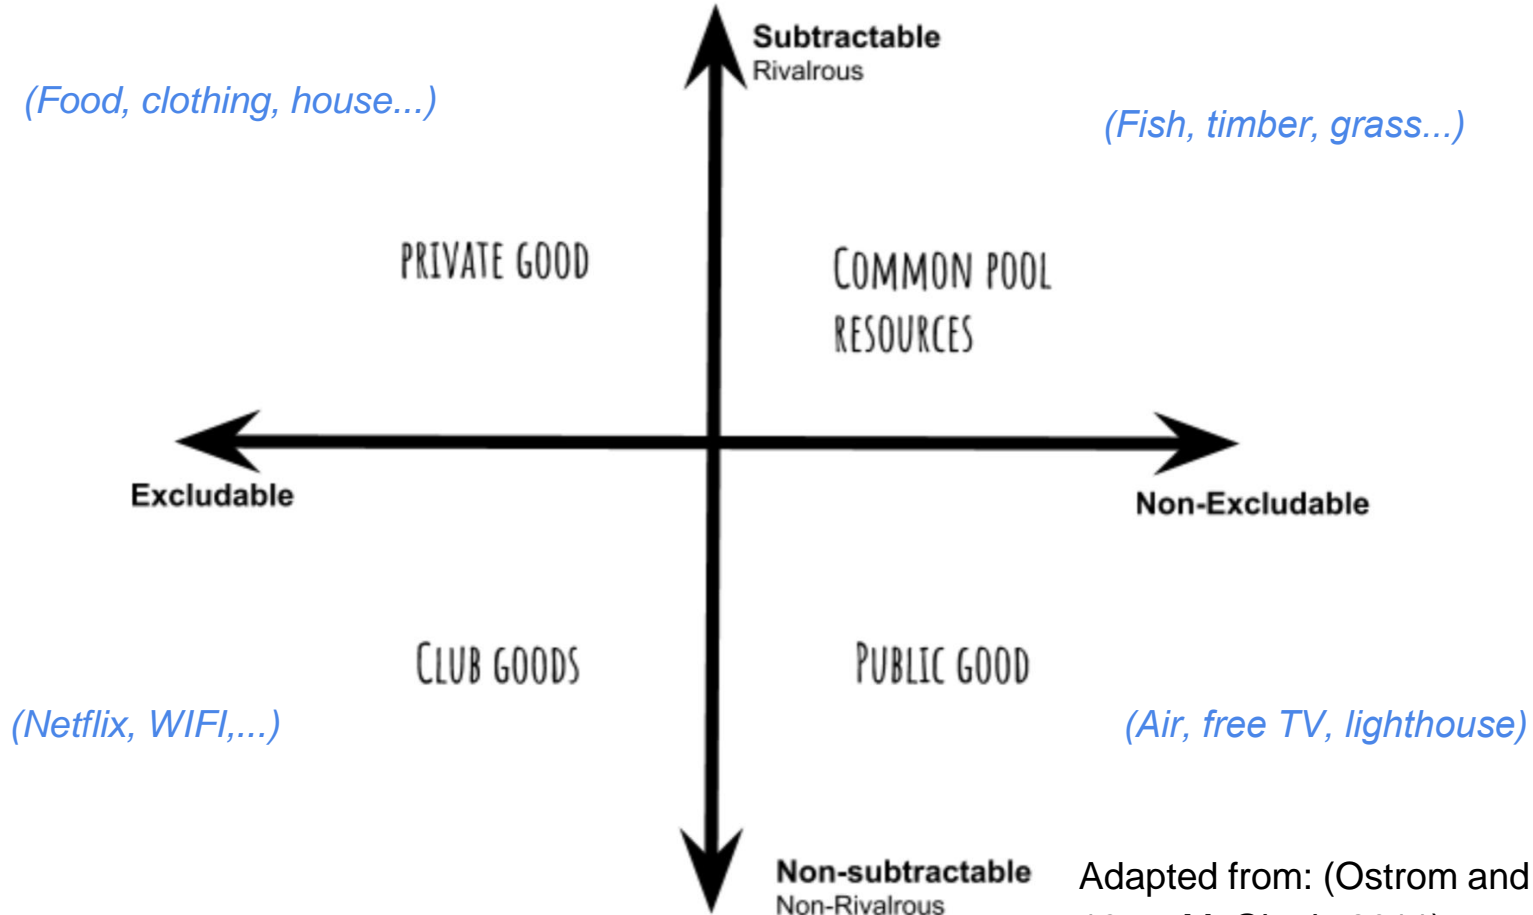 Subtractable
Rivalrous
(Food, clothing, house...)
(Fish, timber, grass...)
PRIVATE GOOD
COMMON POOL
RESOURCES
Excludable
Non-Excludable
CLUB GOODS
PUBLIC GOOD
(Netflix, WIFI,...)
(Air, free TV, lighthouse)
Non-subtractable
Non-Rivalrous
Adapted from: (Ostrom and